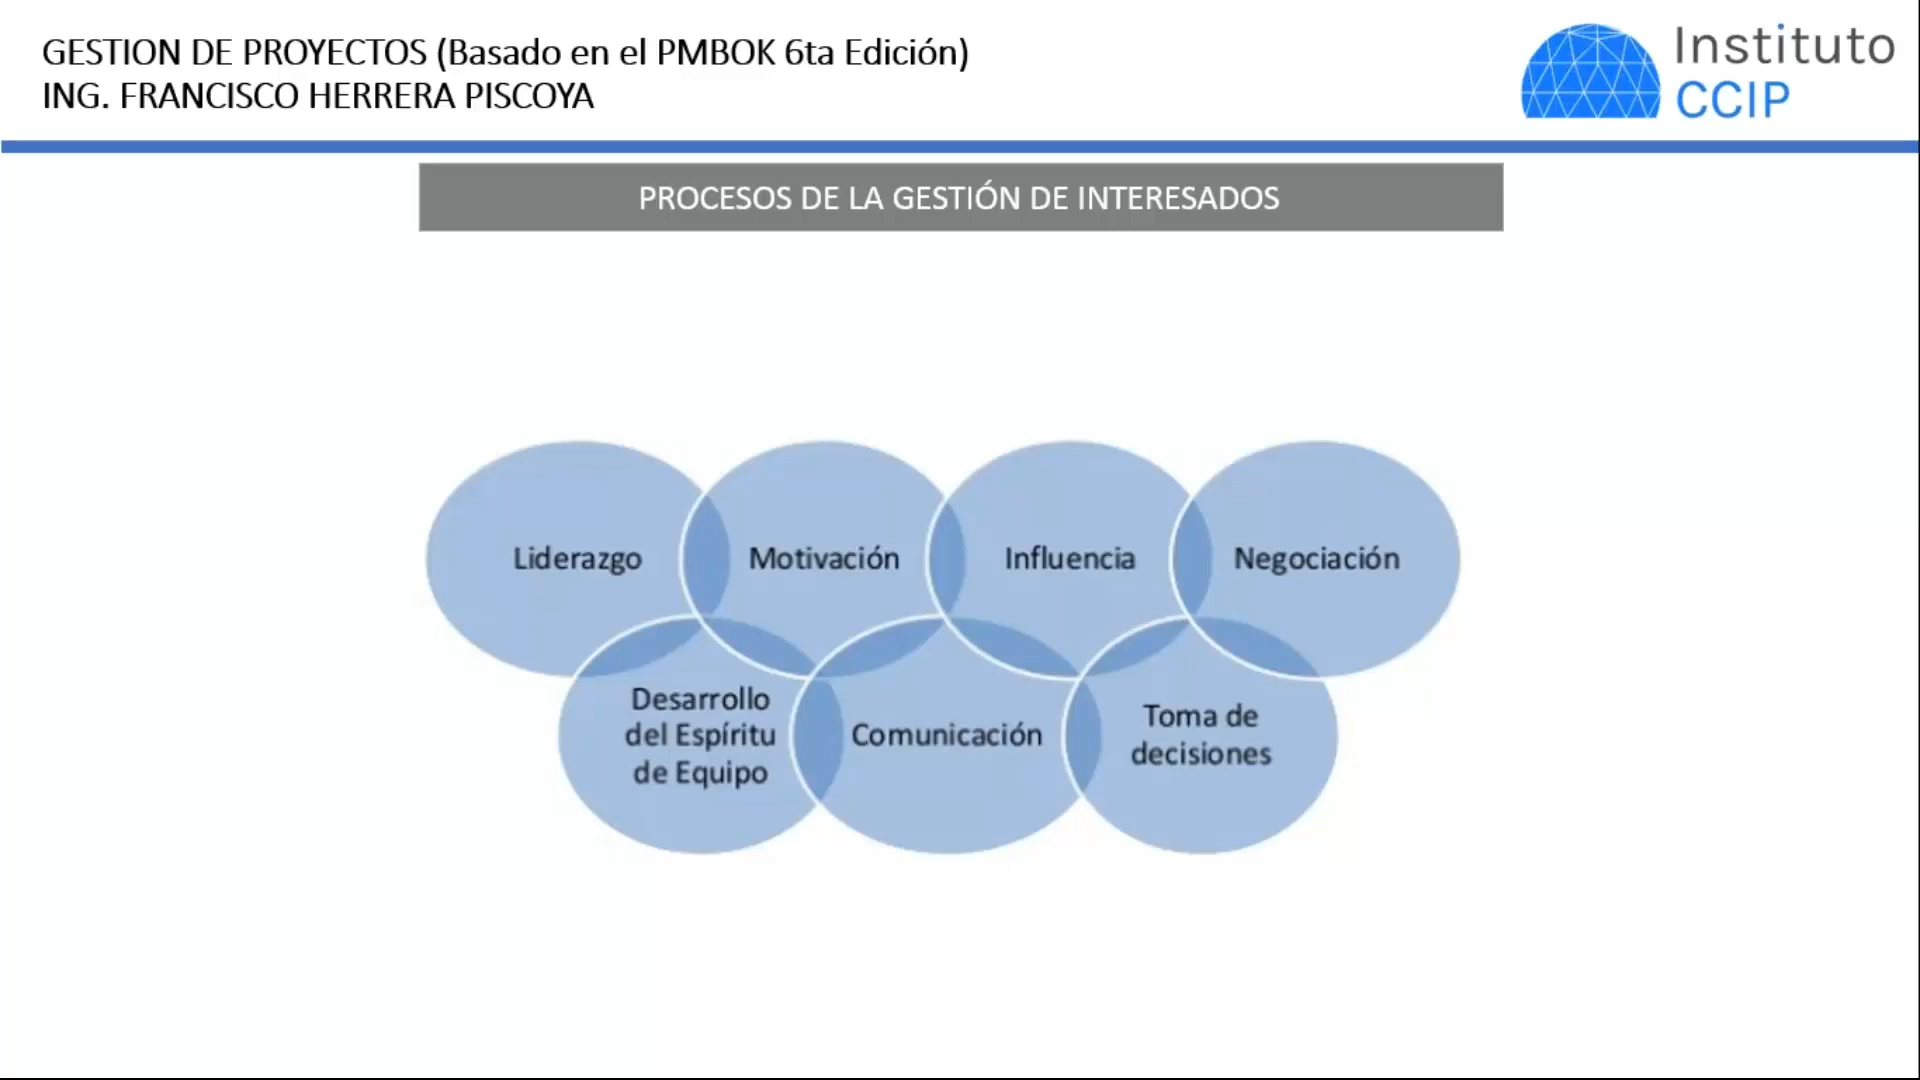 GESTION DE PROYECTOS (Basado en el PMBOK 6ta Edición)
ING. FRANCISCO HERRERA PISCOYA
Instituto
CCIP
PROCESOS DE LA GESTIÓN DE INTERESADOS
Liderazgo
Motivación
Influencia
Negociación
Desarrollo
del Espíritu
de Equipo
Comunicación
Toma de
decisiones